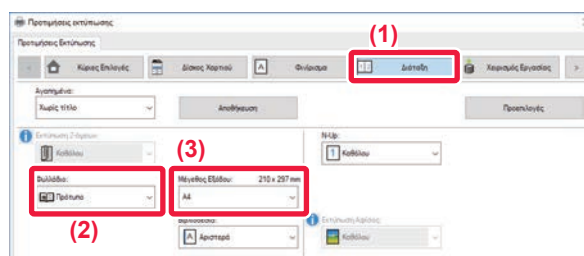 Προτιμήσεις εκτύπωσης
Προτιμήσεις Εκτύπωσης
(1)
Κύριες Επιλογές
Δίσκος Χαρτιού
Φινίρισμα
Διάταξη
Χειρισμός Εργασίας
Αγαπημένα:
Χωρίς τίτλο
Αποθήκευση
Προεπιλογές
Εκτύπωση 2-όψεων:
Καθόλου
(3)
N-Up:
1 Καθόλου
Φυλλάδιο:
Πρότυπο
(2)
Μέγεθος Εξόδου: 210 x 297 mm
A4
Βιβλιοδεσία:
Αριστερά
Εκτύπωση Αφίσας:
Καθόλου